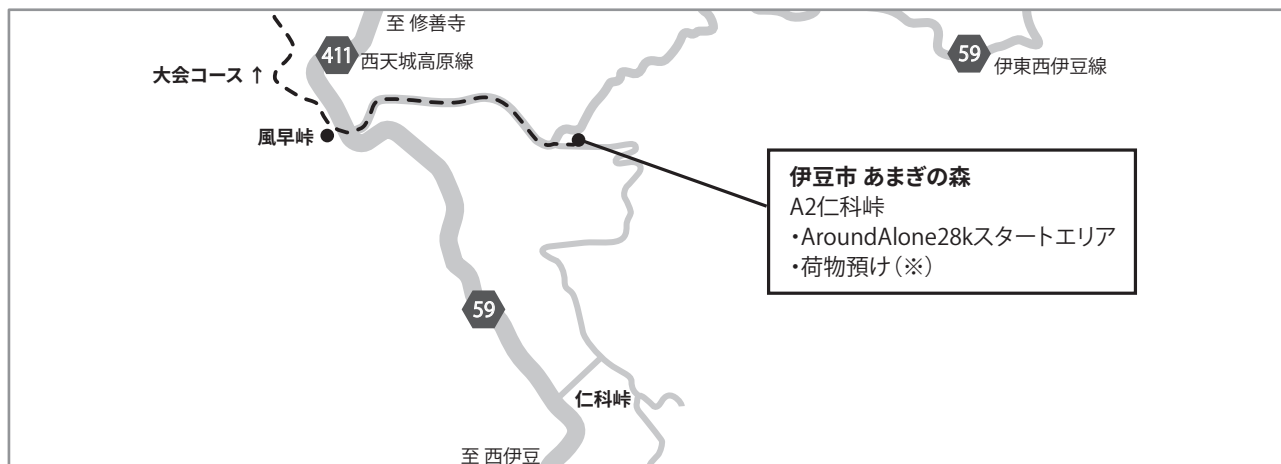 至 修善寺
411
西天城高原線
59
伊東西伊豆線
大会コース ↑
風早峠
伊豆市 あまぎの森
A2仁科峠
・AroundAlone28kスタートエリア
・荷物預け(※)
59
仁科峠
至 西伊豆